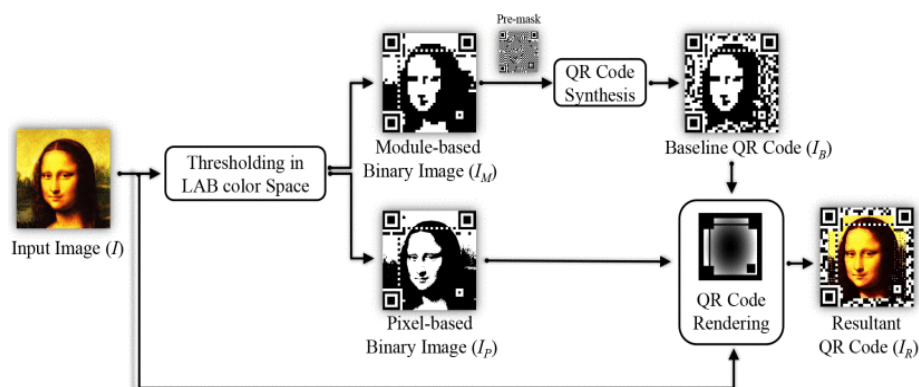 Pre-mask
QR Code
Synthesis
Module-based
Binary Image (I_M)
Baseline QR Code (I_B)
Thresholding in
LAB color Space
Input Image (I)
Pixel-based
Binary Image (I_P)
QR Code
Rendering
Resultant
QR Code (I_R)